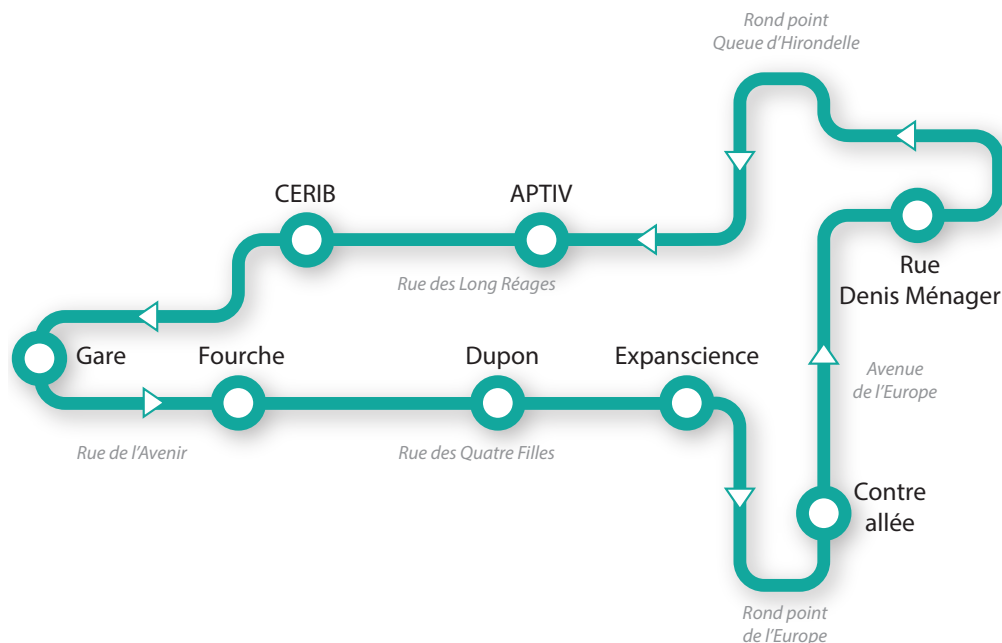 Rond point
Queue d'Hirondelle
CERIB
APTIV
Rue des Long Réages
Rue
Denis Ménager
Gare
Fourche
Dupon
Expanscience
Avenue
de l'Europe
Rue de l'Avenir
Rue des Quatre Filles
Contre
allée
Rond point
de l'Europe